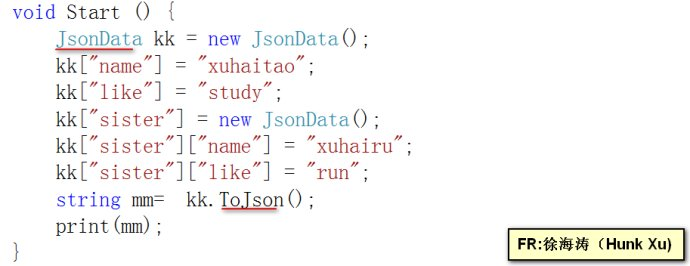 void Start () {
    JsonData kk = new JsonData();
    kk["name"] = "xuhaitao";
    kk["like"] = "study";
    kk["sister"] = new JsonData();
    kk["sister"]["name"] = "xuhairu";
    kk["sister"]["like"] = "run";
    string mm=  kk.ToJson();
    print(mm);
}
FR:徐海涛（Hunk Xu)